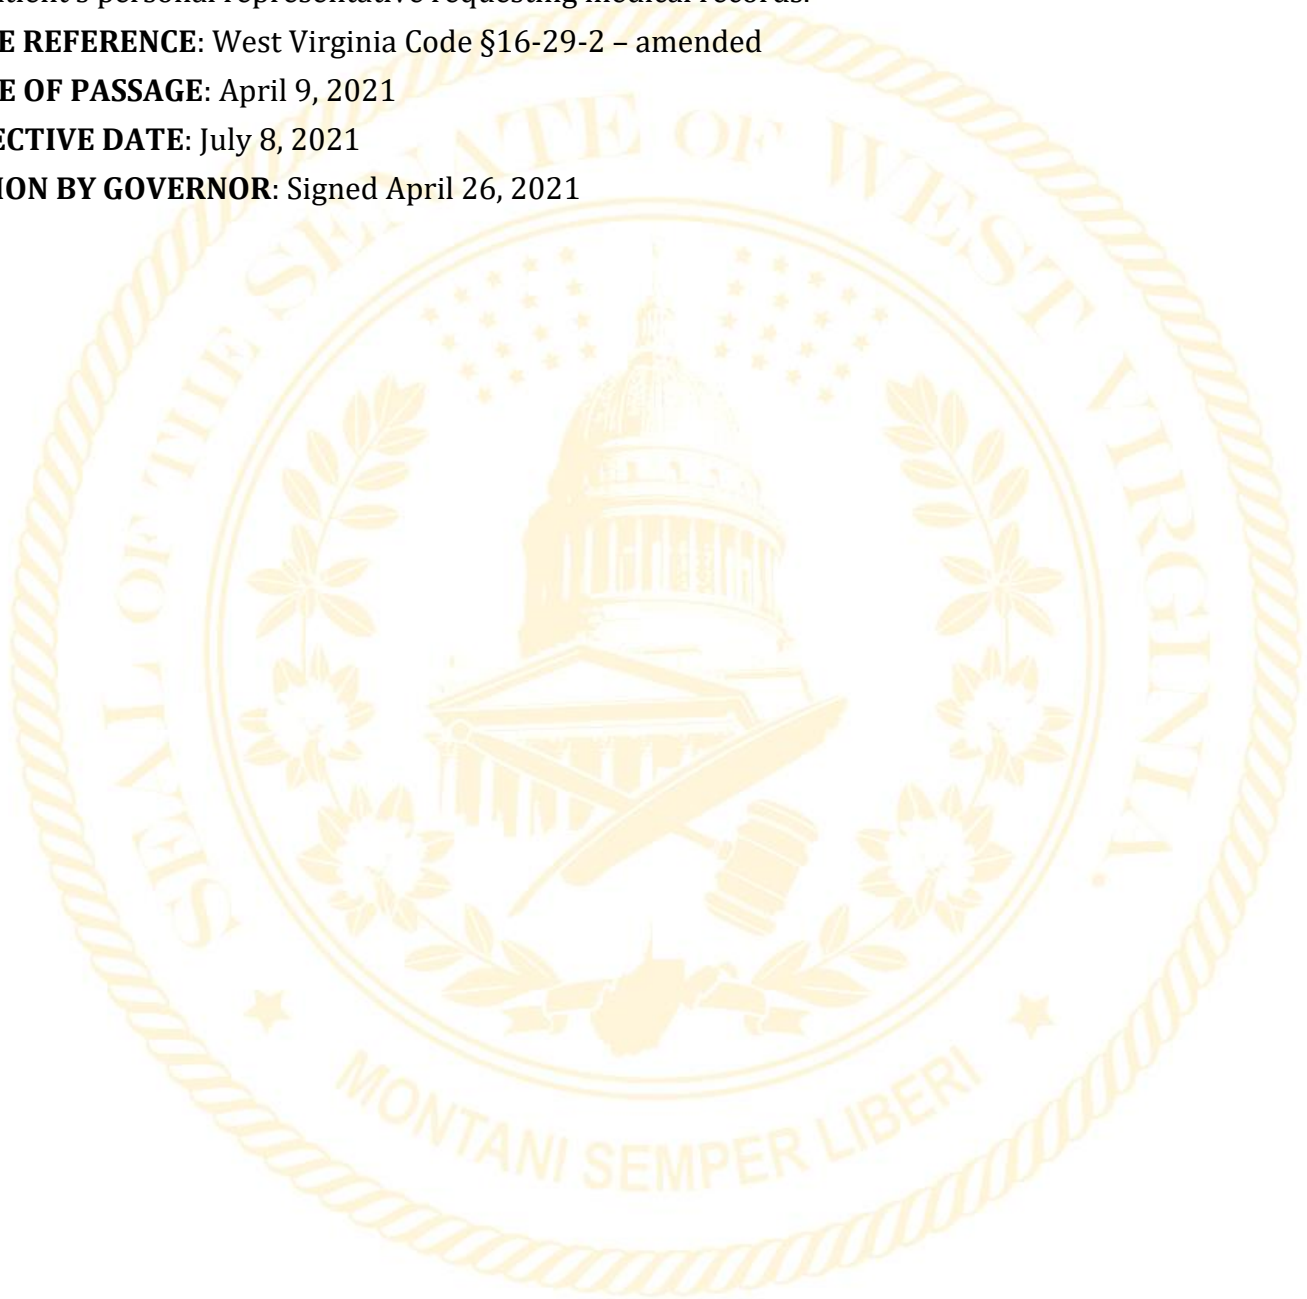 tient's personal representative requesting medical records.
E REFERENCE: West Virginia Code §16-29-2 – amended
E OF PASSAGE: April 9, 2021
ECTIVE DATE: July 8, 2021
ION BY GOVERNOR: Signed April 26, 2021
SEAL OF THE SENATE OF WEST VIRGINIA
MONTANI SEMPER LIBERI